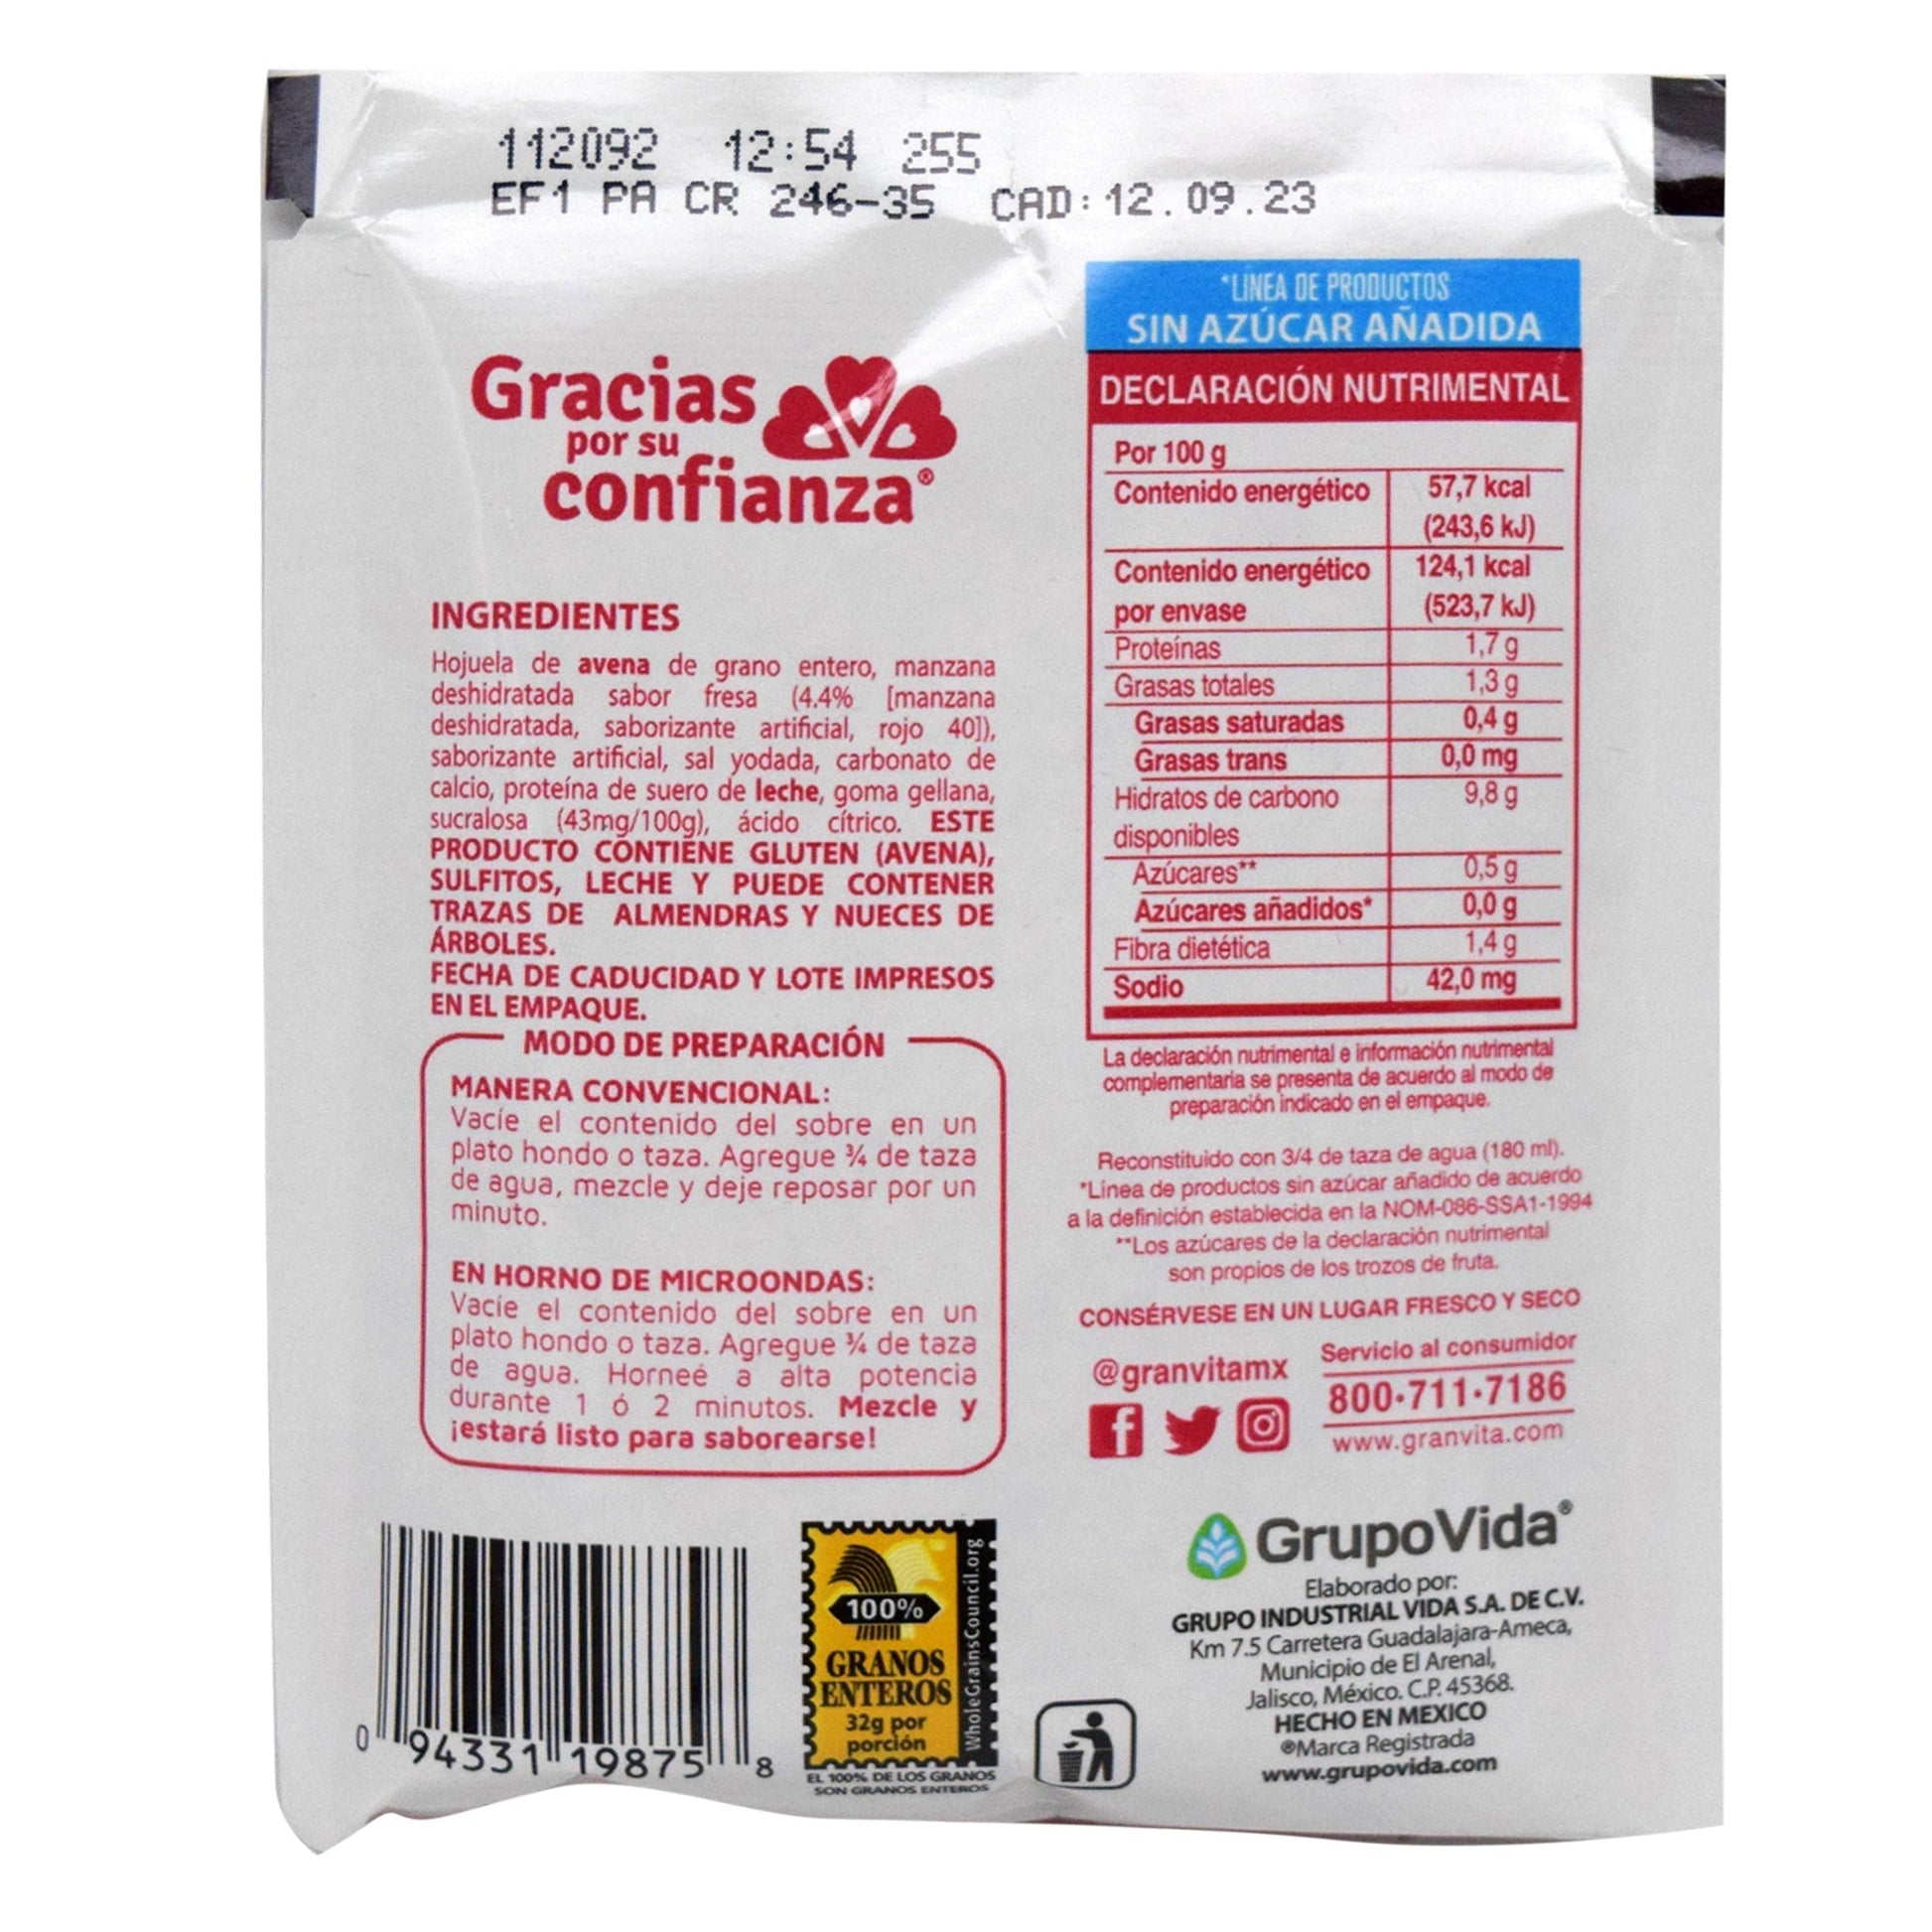 112092 12:54 255
EF1 PA CR 246-35 CAD: 12.09.23
Gracias
por su
confianza®
INGREDIENTES
Hojuela de avena de grano entero, manzana
deshidratada sabor fresa (4.4% [manzana
deshidratada, saborizante artificial, rojo 40]),
saborizante artificial, sal yodada, carbonato de
calcio, proteína de suero de leche, goma gellana,
sucralosa (43mg/100g), ácido cítrico. ESTE
PRODUCTO CONTIENE GLUTEN (AVENA),
SULFITOS, LECHE Y PUEDE CONTENER
TRAZAS DE ALMENDRAS Y NUECES DE
ÁRBOLES.
FECHA DE CADUCIDAD Y LOTE IMPRESOS
EN EL EMPAQUE.
MODO DE PREPARACIÓN
MANERA CONVENCIONAL:
Vacíe el contenido del sobre en un
plato hondo o taza. Agregue ¾ de taza
de agua, mezcle y deje reposar por un
minuto.
EN HORNO DE MICROONDAS:
Vacíe el contenido del sobre en un
plato hondo o taza. Agregue ¾ de taza
de agua. Horneé a alta potencia
durante 1 ó 2 minutos. Mezcle y
¡estará listo para saborearse!
*LÍNEA DE PRODUCTOS
SIN AZÚCAR AÑADIDA
DECLARACIÓN NUTRIMENTAL
Por 100 g
Contenido energético 57,7 kcal
(243,6 kJ)
Contenido energético 124,1 kcal
por envase (523,7 kJ)
Proteínas 1,7 g
Grasas totales 1,3 g
Grasas saturadas 0,4 g
Grasas trans 0,0 mg
Hidratos de carbono 9,8 g
disponibles
Azúcares** 0,5 g
Azúcares añadidos* 0,0 g
Fibra dietética 1,4 g
Sodio 42,0 mg
La declaración nutrimental e información nutrimental
complementaria se presenta de acuerdo al modo de
preparación indicado en el empaque.
Reconstituido con 3/4 de taza de agua (180 ml).
*Línea de productos sin azúcar añadido de acuerdo
a la definición establecida en la NOM-086-SSA1-1994
**Los azúcares de la declaración nutrimental
son propios de los trozos de fruta.
CONSÉRVESE EN UN LUGAR FRESCO Y SECO
@granvitamx
Servicio al consumidor
800·711·7186
www.granvita.com
0 94331 19875 8
100%
GRANOS
ENTEROS
32g por
porción
WholeGrainsCouncil.org
EL 100% DE LOS GRANOS
SON GRANOS ENTEROS
GrupoVida®
Elaborado por:
GRUPO INDUSTRIAL VIDA S.A. DE C.V.
Km 7.5 Carretera Guadalajara-Ameca,
Municipio de El Arenal,
Jalisco, México. C.P. 45368.
HECHO EN MEXICO
®Marca Registrada
www.grupovida.com